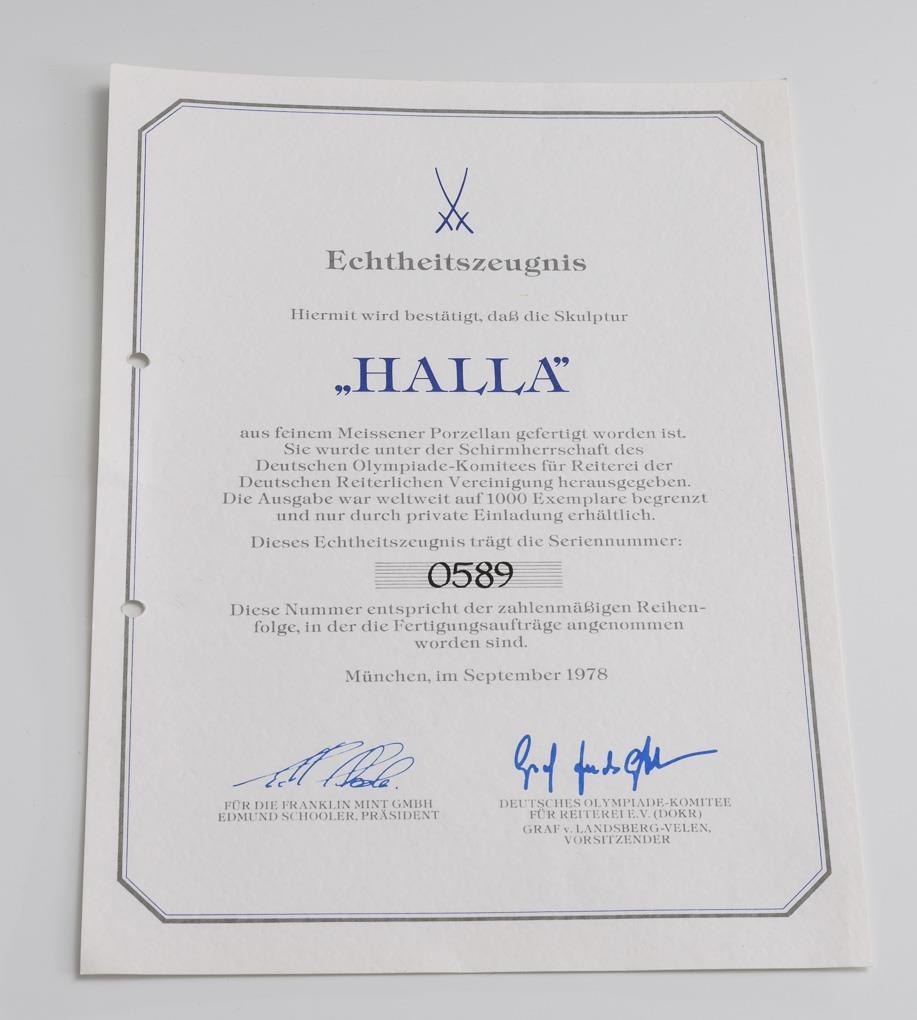 Echtheitszeugnis
Hiermit wird bestätigt, daß die Skulptur
„HALLA”
aus feinem Meissener Porzellan gefertigt worden ist.
Sie wurde unter der Schirmherrschaft des
Deutschen Olympiade-Komitees für Reiterei der
Deutschen Reiterlichen Vereinigung herausgegeben.
Die Ausgabe war weltweit auf 1000 Exemplare begrenzt
und nur durch private Einladung erhältlich.
Dieses Echtheitszeugnis trägt die Seriennummer:
0589
Diese Nummer entspricht der zahlenmäßigen Reihen-
folge, in der die Fertigungsaufträge angenommen
worden sind.
München, im September 1978
FÜR DIE FRANKLIN MINT GMBH
EDMUND SCHOOLER, PRÄSIDENT
DEUTSCHES OLYMPIADE-KOMITEE
FÜR REITEREI E.V. (DOKR)
GRAF v. LANDSBERG-VELEN,
VORSITZENDER